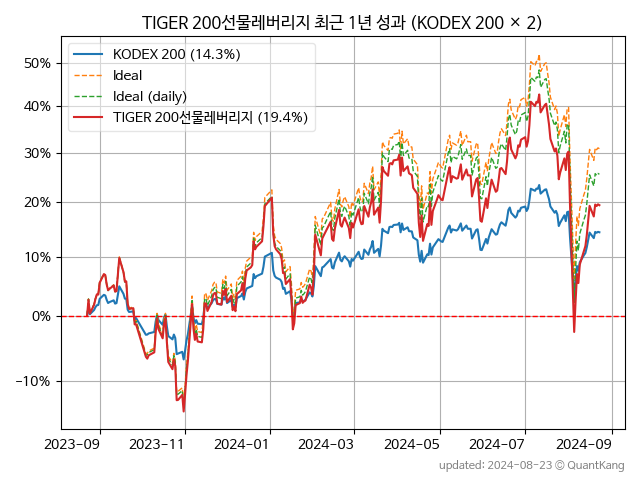 TIGER 200선물레버리지 최근 1년 성과 (KODEX 200 × 2)
KODEX 200 (14.3%)
Ideal
Ideal (daily)
TIGER 200선물레버리지 (19.4%)
50%
40%
30%
20%
10%
0%
−10%
2023-09
2023-11
2024-01
2024-03
2024-05
2024-07
2024-09
updated: 2024-08-23 ⓒ QuantKang